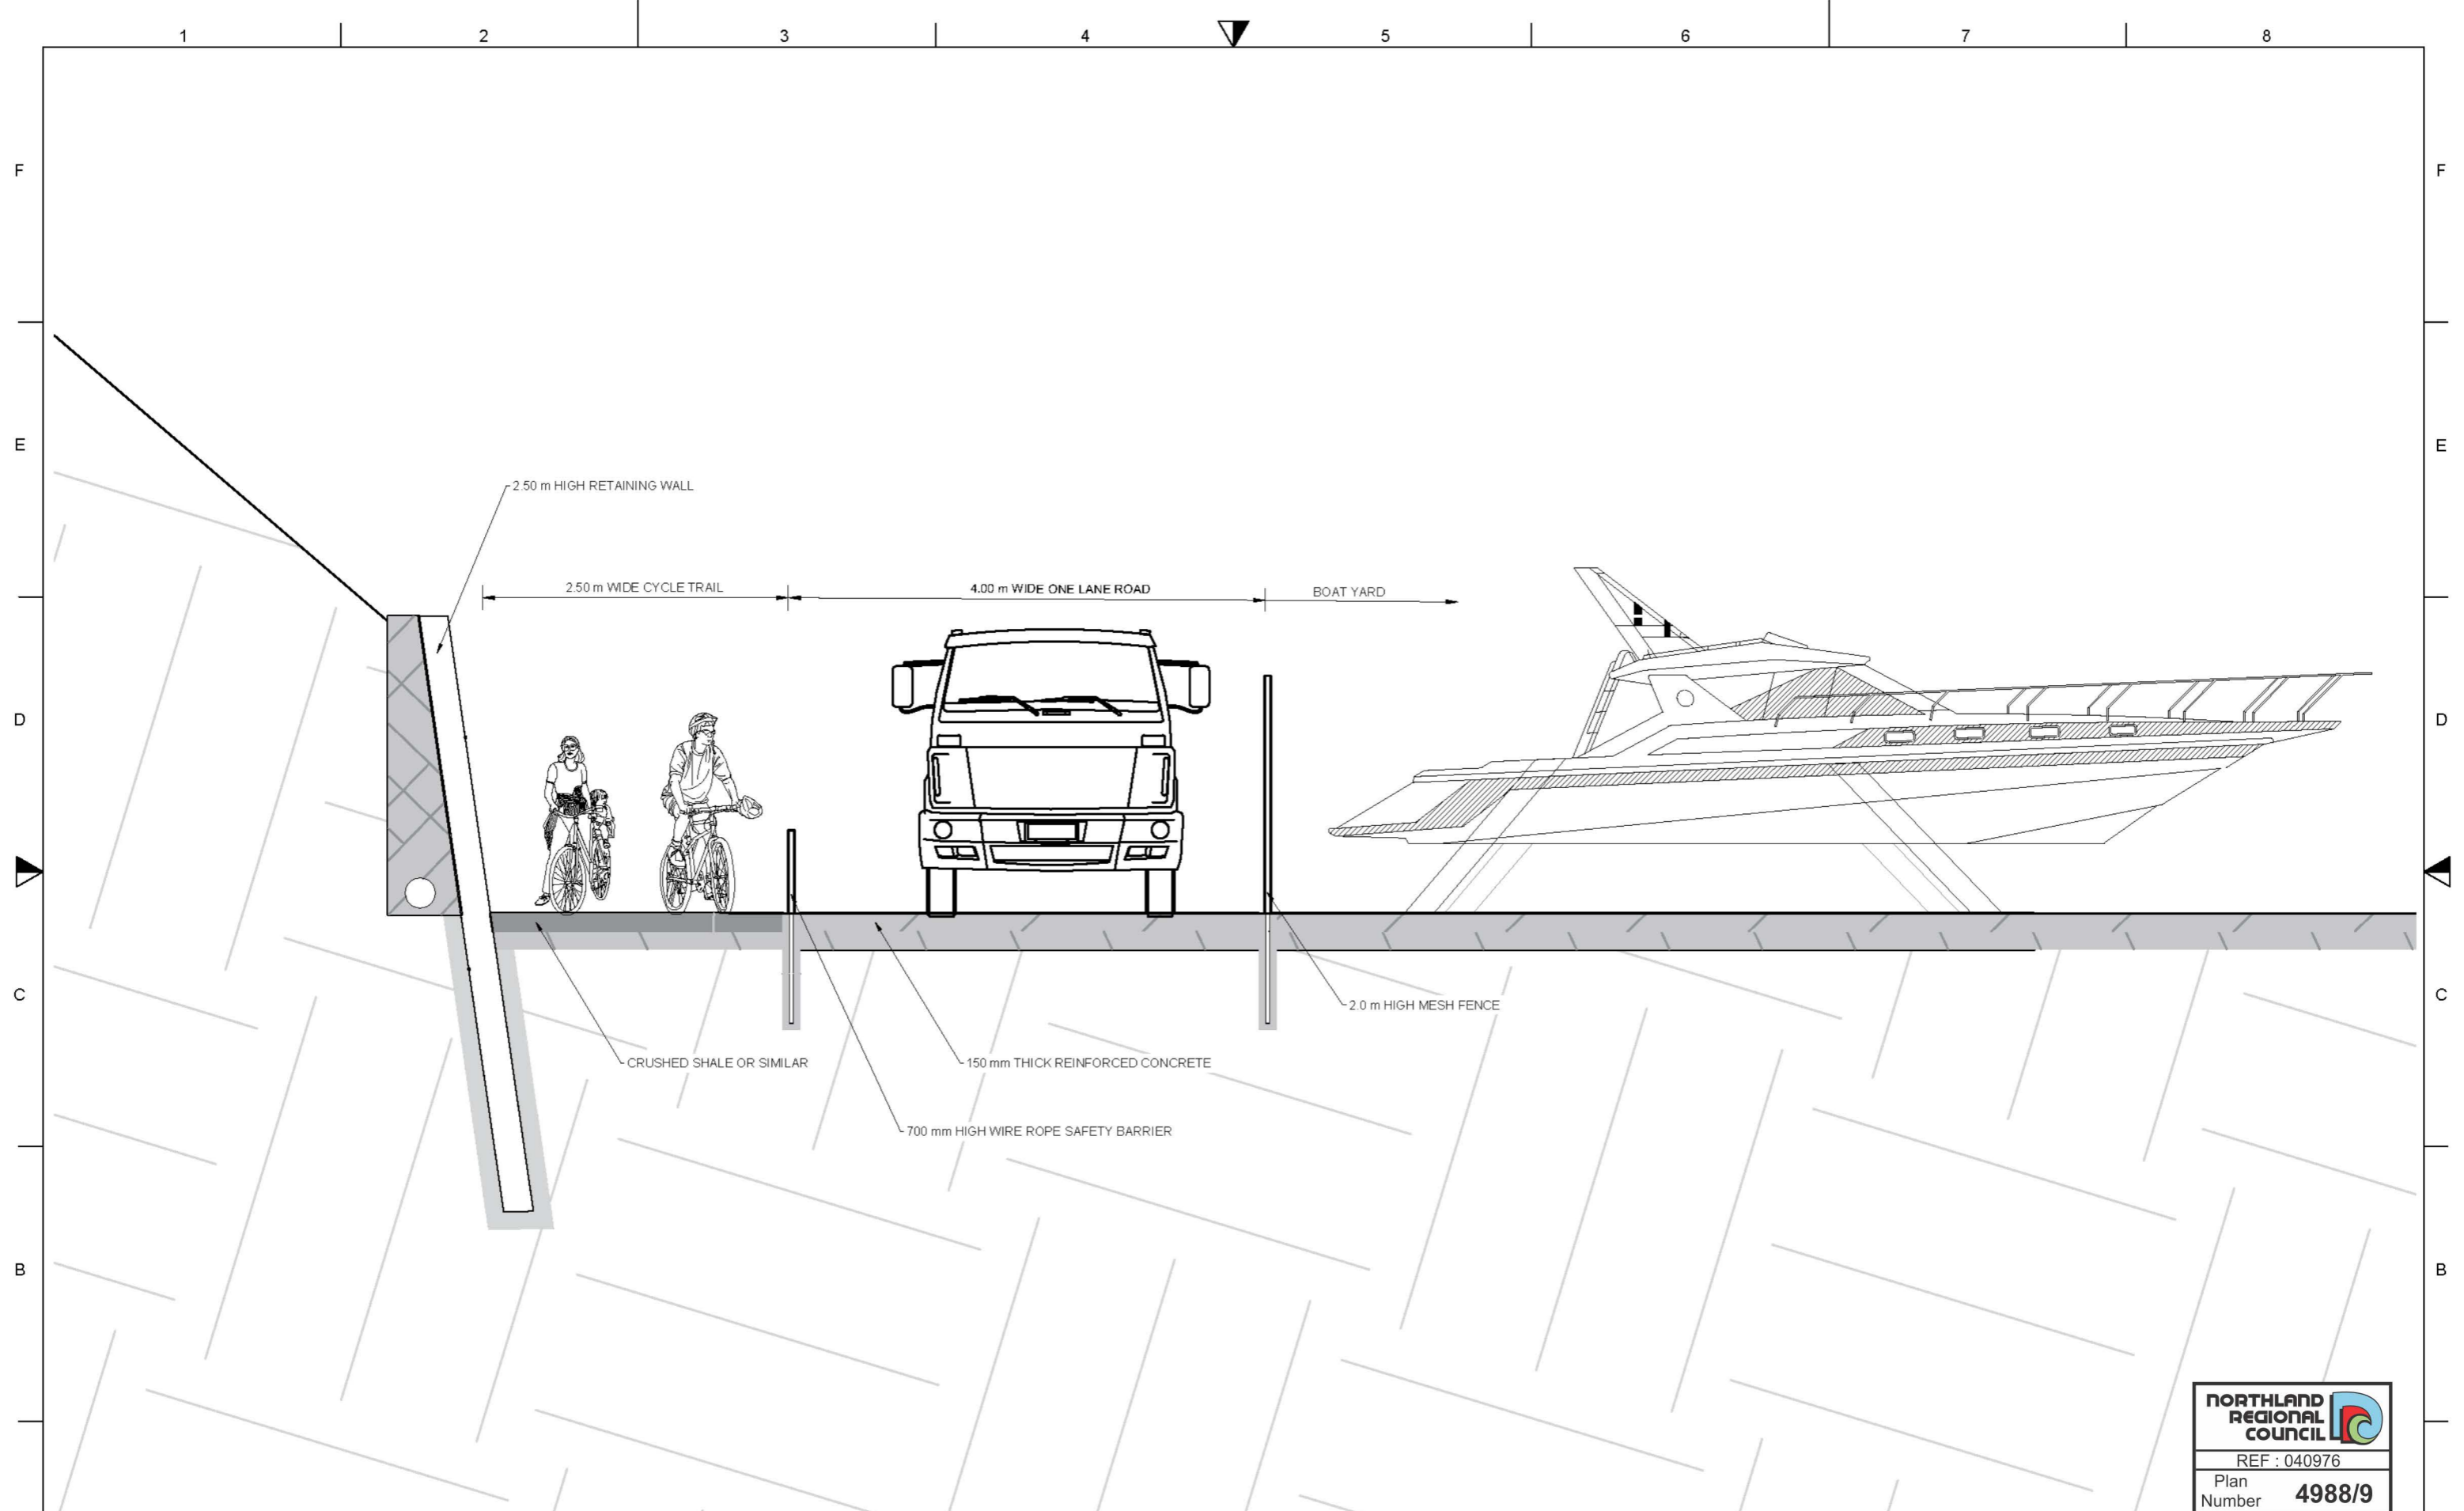 1 2 3 4 5 6 7 8
F F
E E
2.50 m HIGH RETAINING WALL
2.50 m WIDE CYCLE TRAIL 4.00 m WIDE ONE LANE ROAD BOAT YARD
D D
C C
2.0 m HIGH MESH FENCE
CRUSHED SHALE OR SIMILAR 150 mm THICK REINFORCED CONCRETE
700 mm HIGH WIRE ROPE SAFETY BARRIER
B B
NORTHLAND
REGIONAL
COUNCIL
REF : 040976
Plan
Number 4988/9